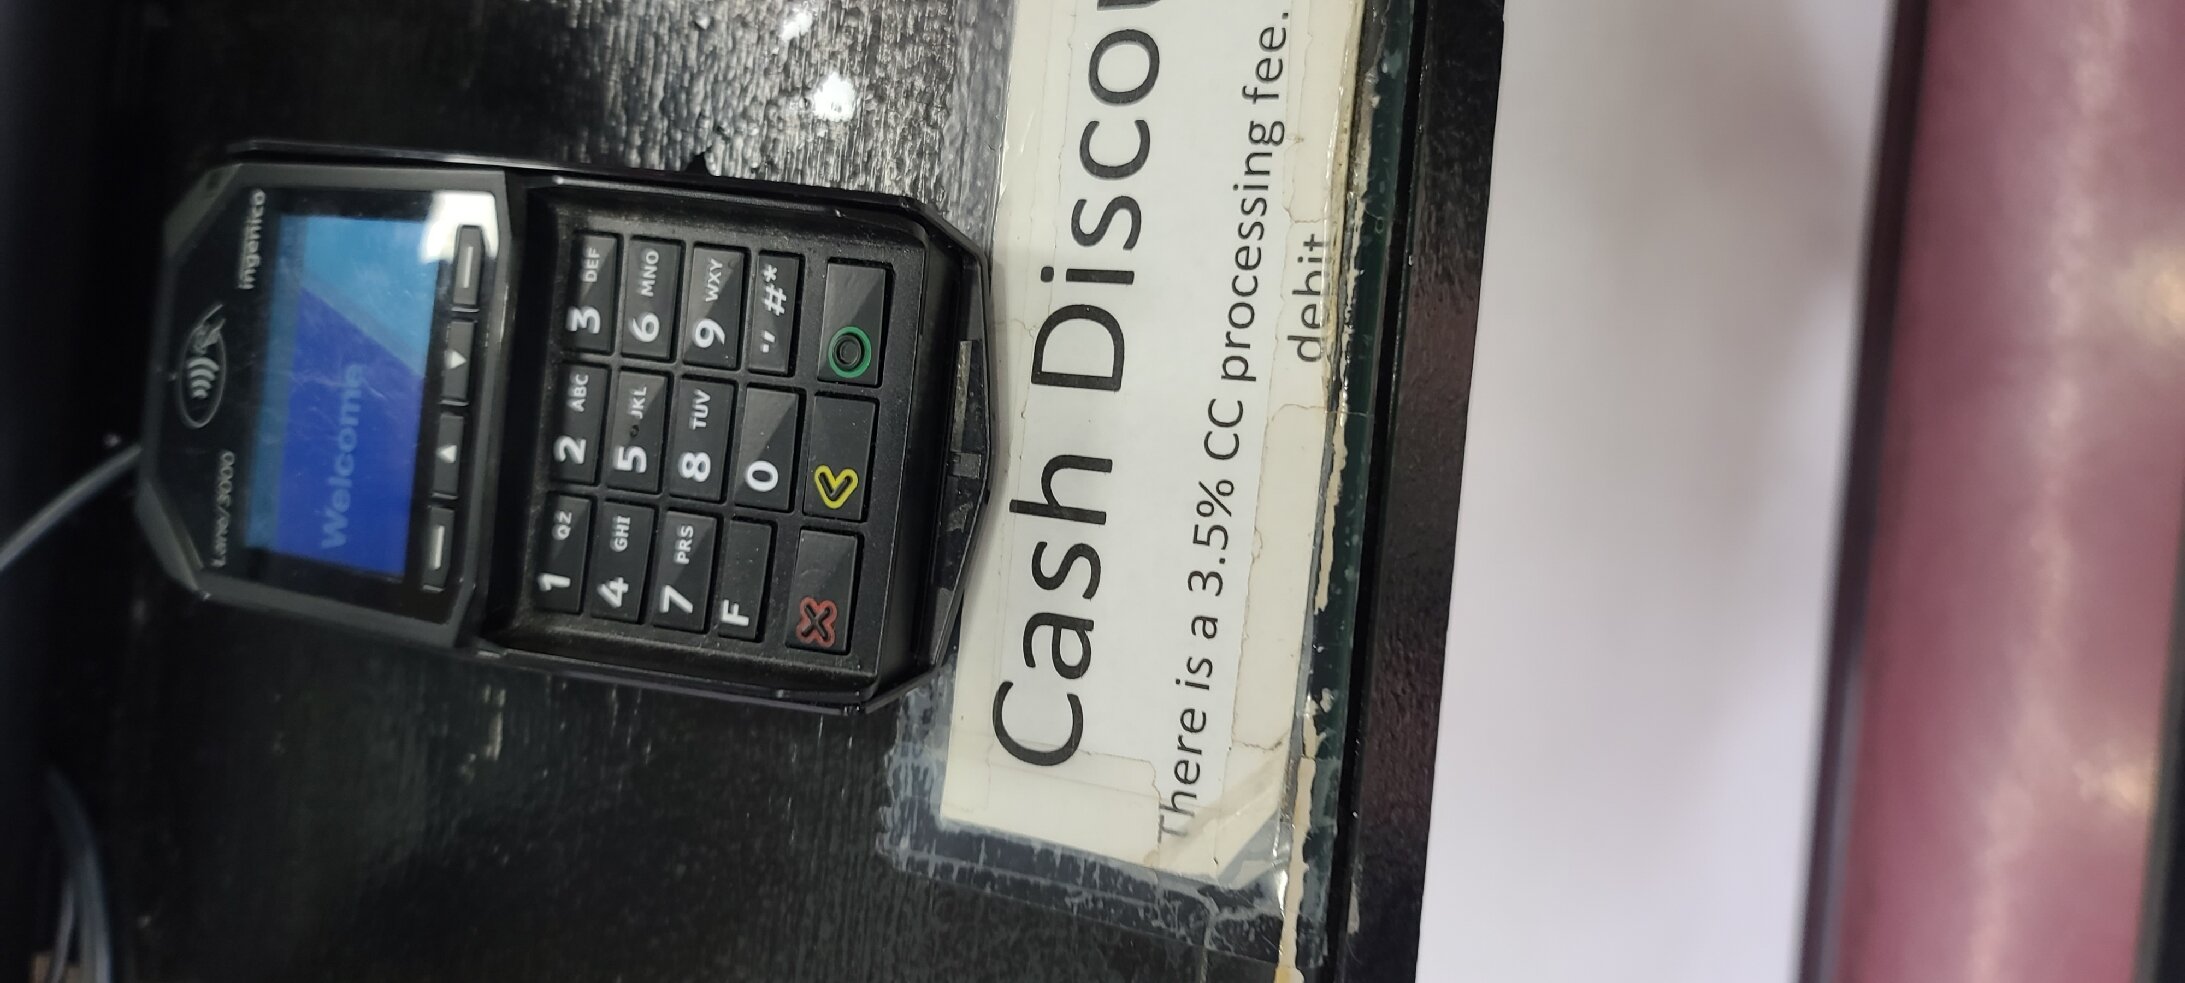 Lane/3000
ingenico
Welcome
1 QZ 2 ABC 3 DEF
4 GHI 5 JKL 6 MNO
7 PRS 8 TUV 9 WXY
F 0 ., #*
Cash Discou
There is a 3.5% CC processing fee.
debit